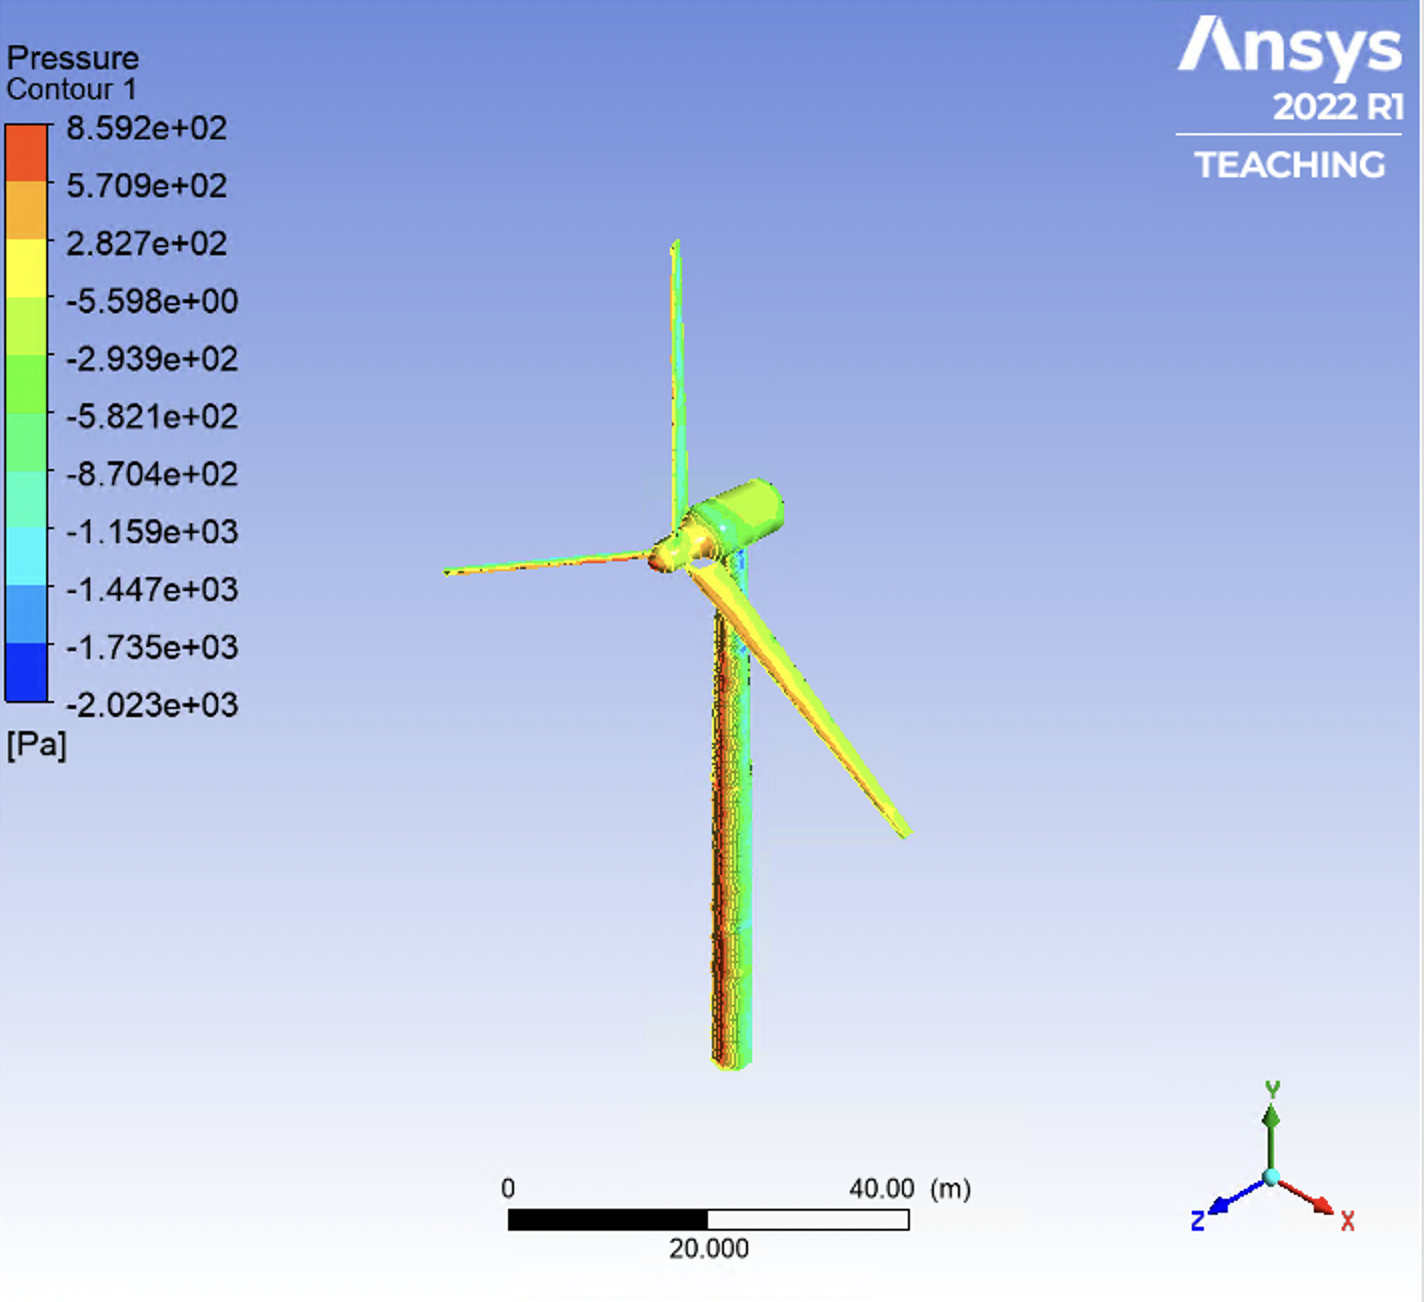 Pressure
Contour 1
8.592e+02
5.709e+02
2.827e+02
-5.598e+00
-2.939e+02
-5.821e+02
-8.704e+02
-1.159e+03
-1.447e+03
-1.735e+03
-2.023e+03
[Pa]
Ansys
2022 R1
TEACHING
0 40.00 (m)
20.000
Y
Z X